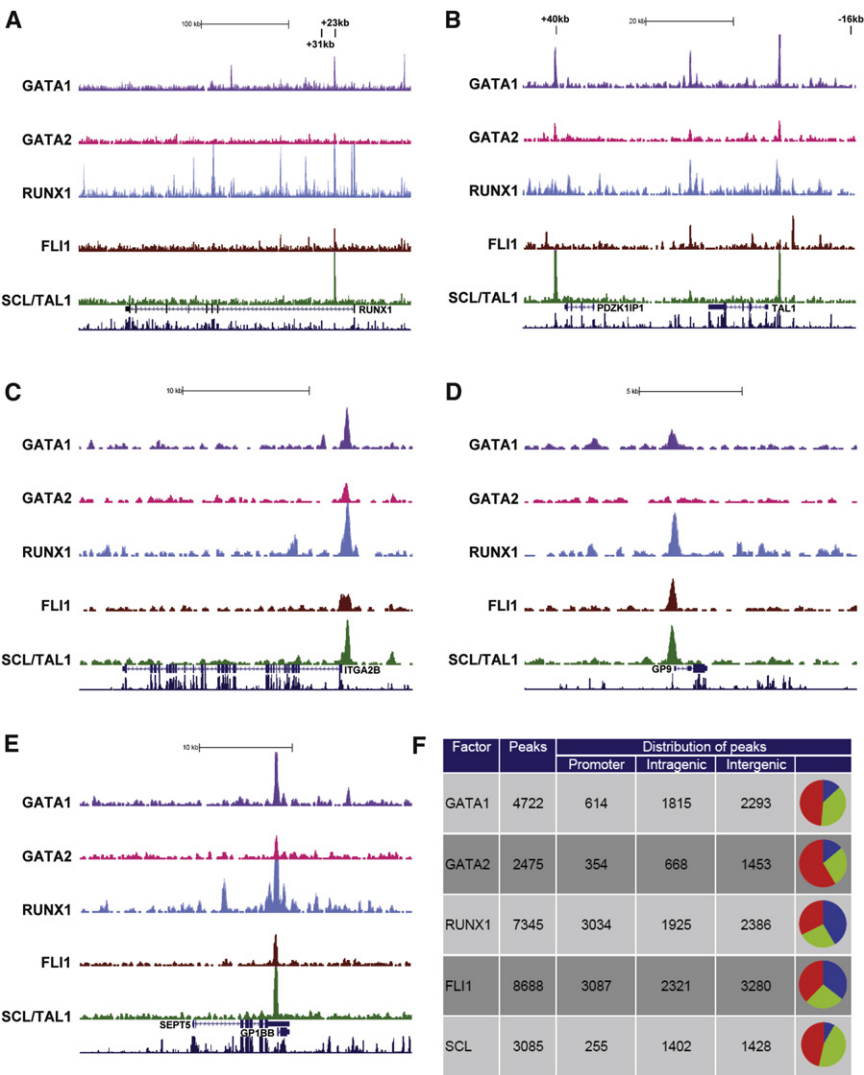 A
100 kb
+23kb
+31kb
GATA1
GATA2
RUNX1
FLI1
SCL/TAL1
RUNX1
B
+40kb
20 kb
-16kb
GATA1
GATA2
RUNX1
FLI1
SCL/TAL1
PDZK1IP1
TAL1
C
10 kb
GATA1
GATA2
RUNX1
FLI1
SCL/TAL1
ITGA2B
D
5 kb
GATA1
GATA2
RUNX1
FLI1
SCL/TAL1
GP9
E
10 kb
GATA1
GATA2
RUNX1
FLI1
SCL/TAL1
SEPT5
GP1BB
F
Factor Peaks Distribution of peaks
Promoter Intragenic Intergenic
GATA1 4722 614 1815 2293
GATA2 2475 354 668 1453
RUNX1 7345 3034 1925 2386
FLI1 8688 3087 2321 3280
SCL 3085 255 1402 1428